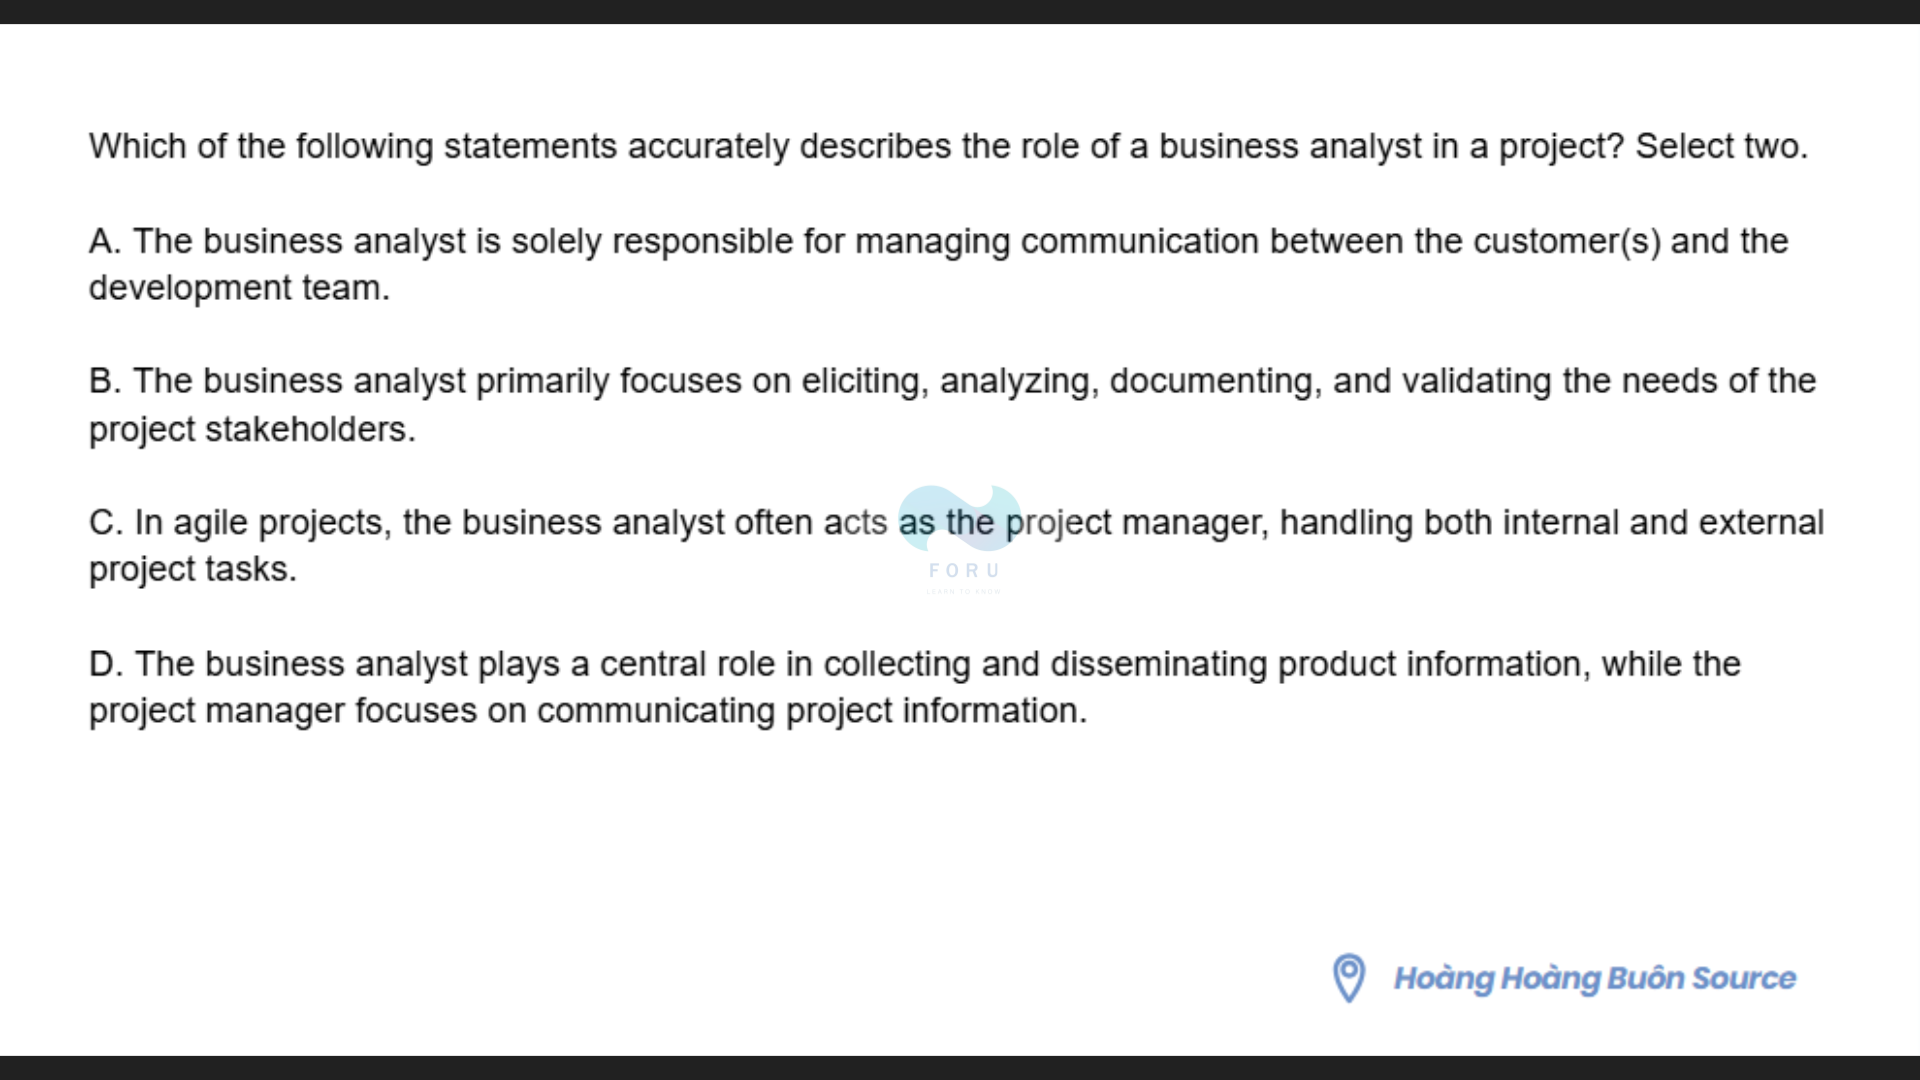 Which of the following statements accurately describes the role of a business analyst in a project? Select two.
A. The business analyst is solely responsible for managing communication between the customer(s) and the
development team.
B. The business analyst primarily focuses on eliciting, analyzing, documenting, and validating the needs of the
project stakeholders.
C. In agile projects, the business analyst often acts as the project manager, handling both internal and external
project tasks.
FORU
LEARN TO KNOW
D. The business analyst plays a central role in collecting and disseminating product information, while the
project manager focuses on communicating project information.
Hoàng Hoàng Buôn Source